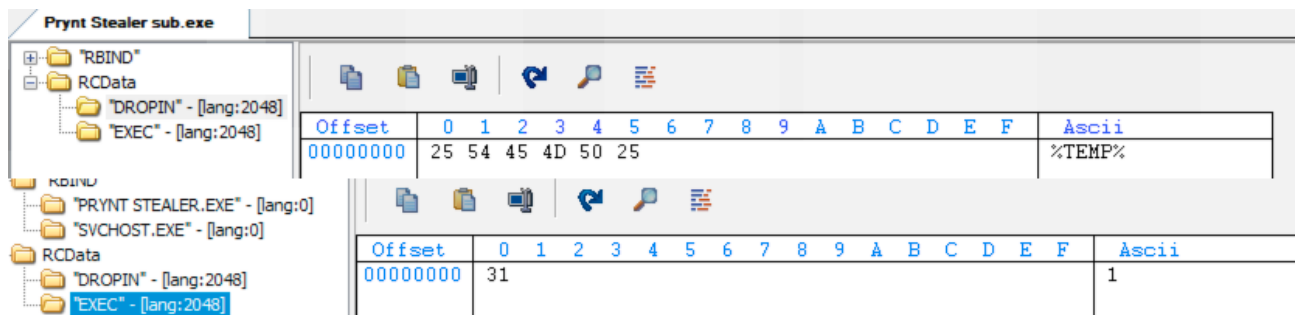 Prynt Stealer sub.exe
"RBIND"
RCData
"DROPIN" - [lang:2048]
"EXEC" - [lang:2048]
Offset 0 1 2 3 4 5 6 7 8 9 A B C D E F Ascii
00000000 25 54 45 4D 50 25 %TEMP%
RBIND
"PRYNT STEALER.EXE" - [lang:0]
"SVCHOST.EXE" - [lang:0]
RCData
"DROPIN" - [lang:2048]
"EXEC" - [lang:2048]
Offset 0 1 2 3 4 5 6 7 8 9 A B C D E F Ascii
00000000 31 1